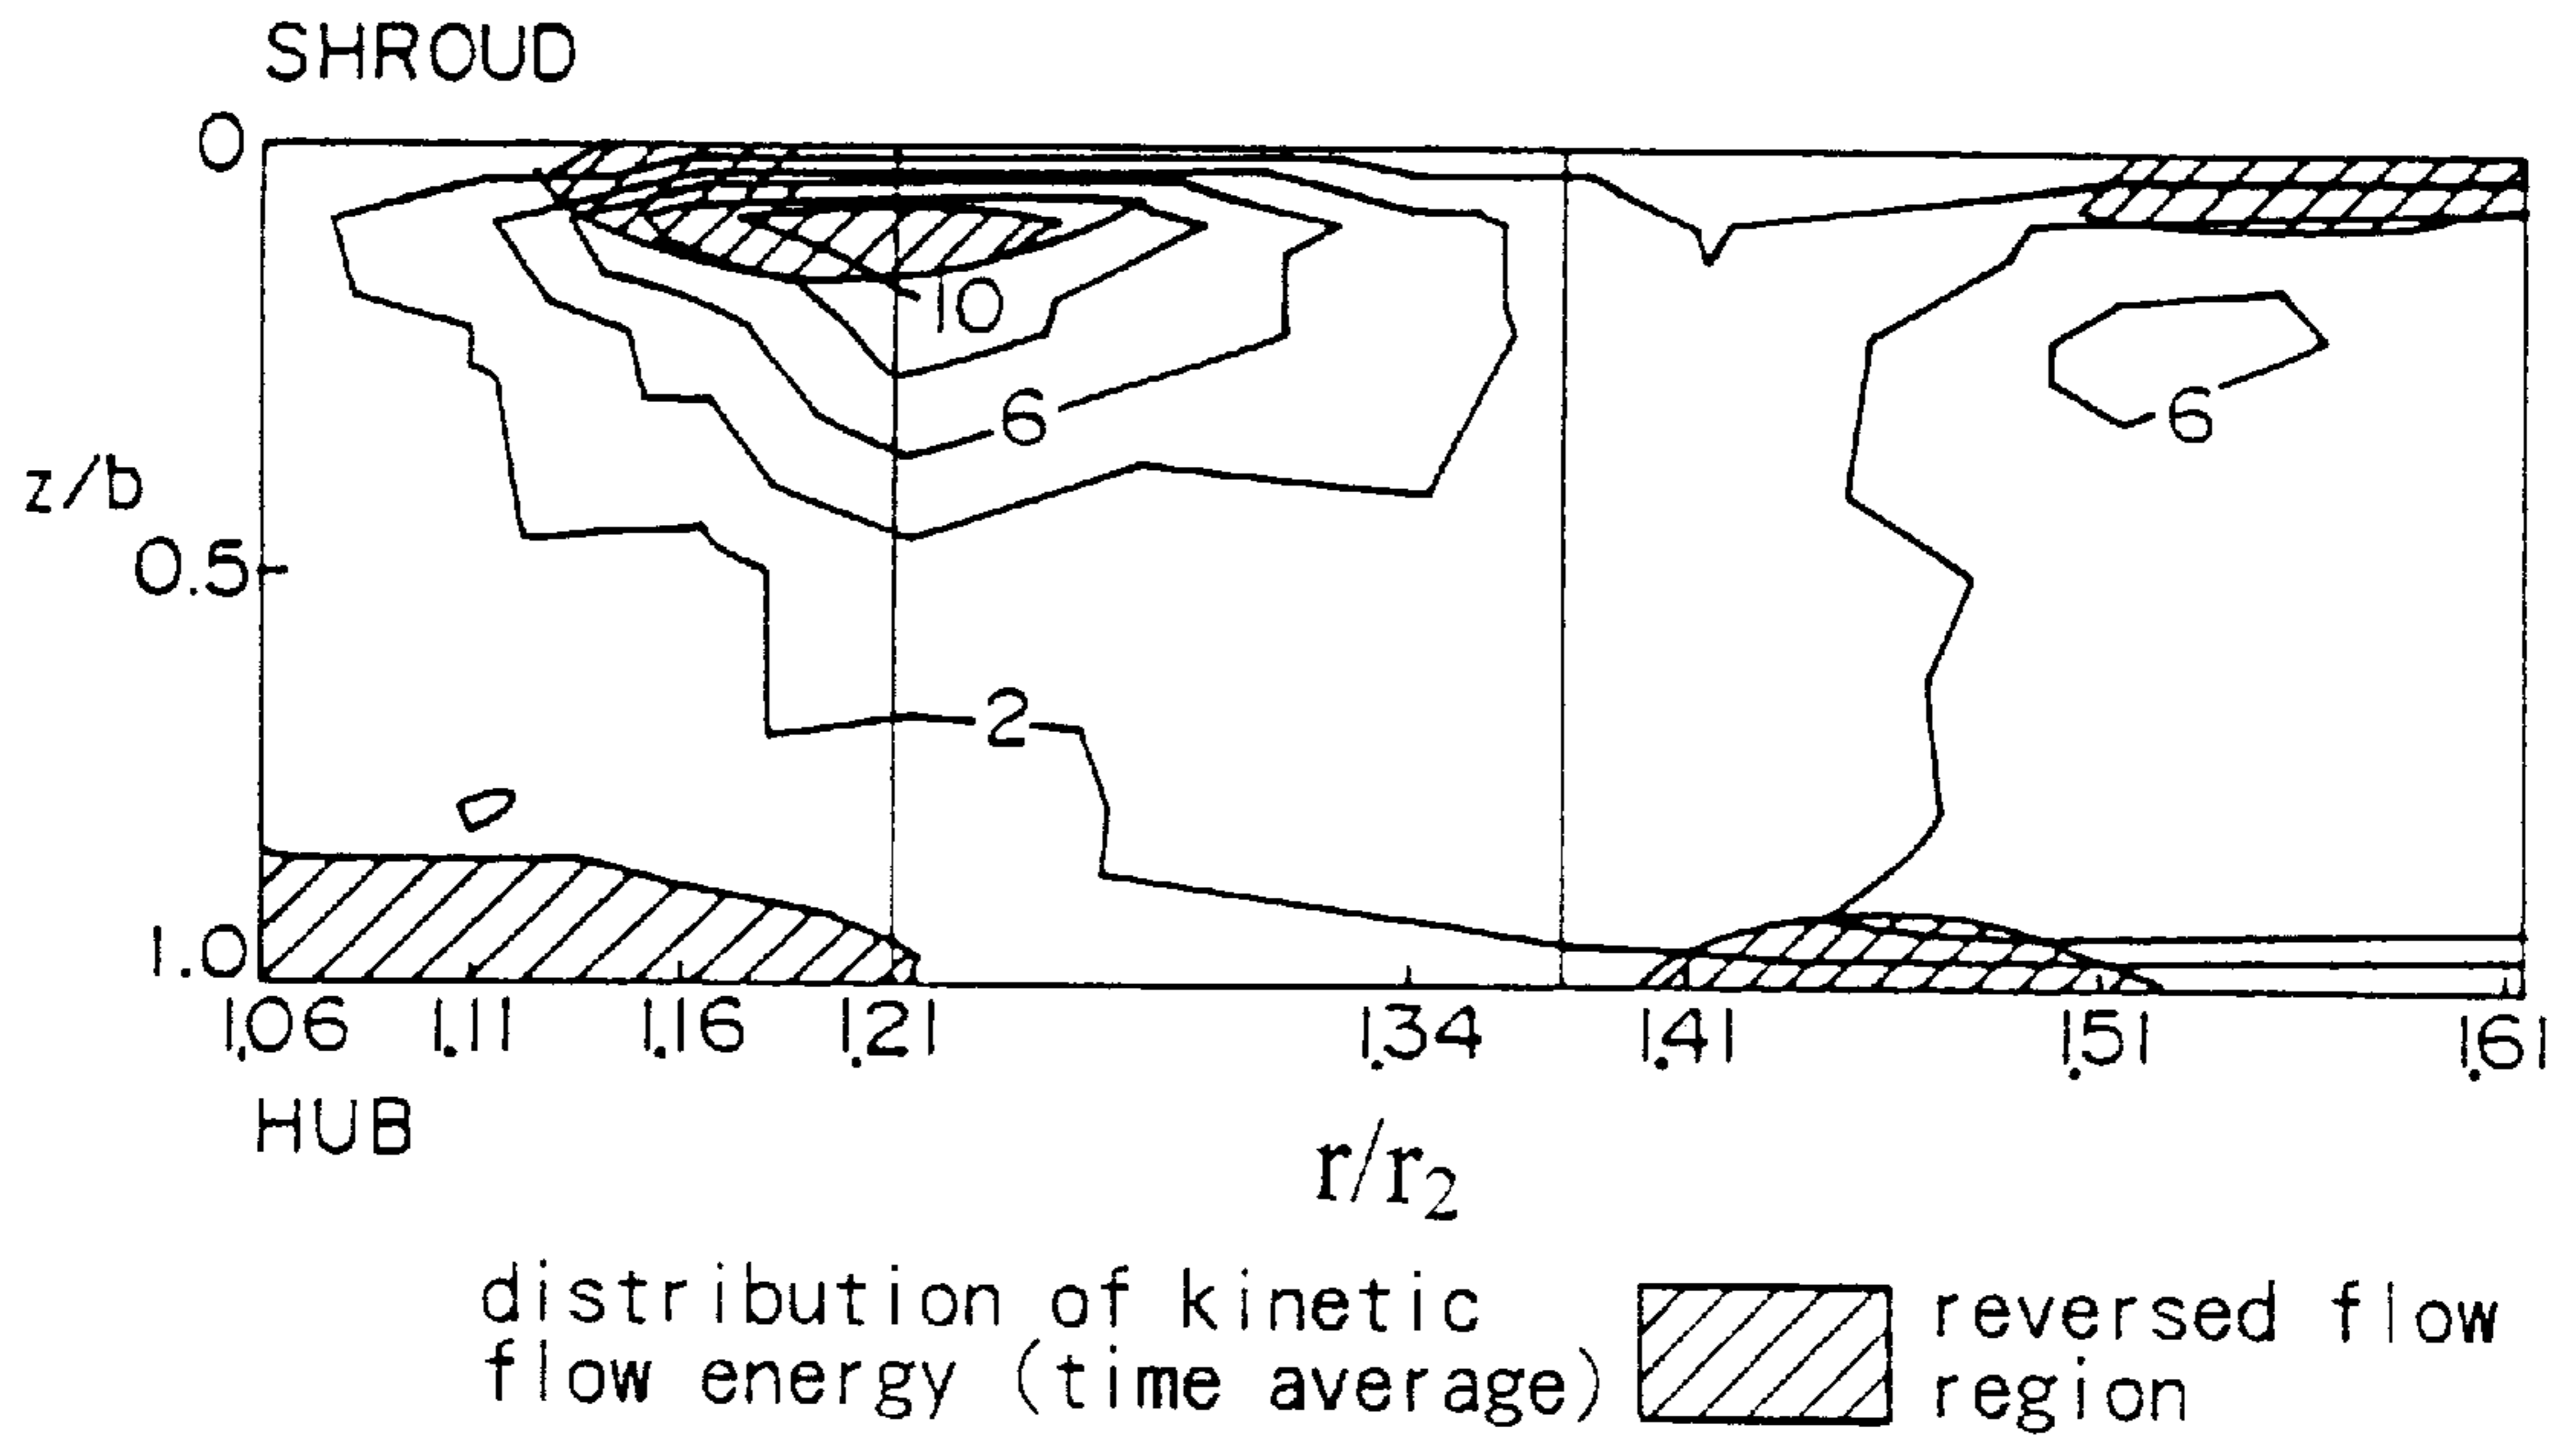 SHROUD
0
10
6
6
z/b
0.5
2
1.0
1.06 1.11 1.16 1.21 1.34 1.41 1.51 1.61
HUB
r/r2
distribution of kinetic
flow energy (time average)
reversed flow
region